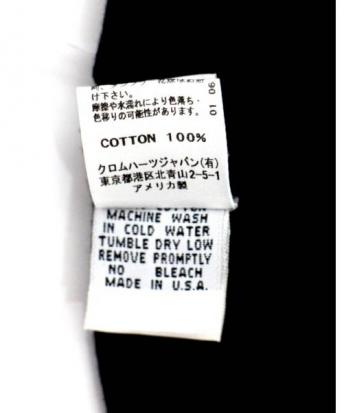 け下さい。
摩擦や水濡れにより色落ち・
色移りの可能性があります。
01 06
COTTON 100%
クロムハーツジャパン(有)
東京都港区北青山2-5-1
アメリカ製
COTTON
MACHINE WASH
IN COLD WATER
TUMBLE DRY LOW
REMOVE PROMPTLY
NO BLEACH
MADE IN U.S.A.